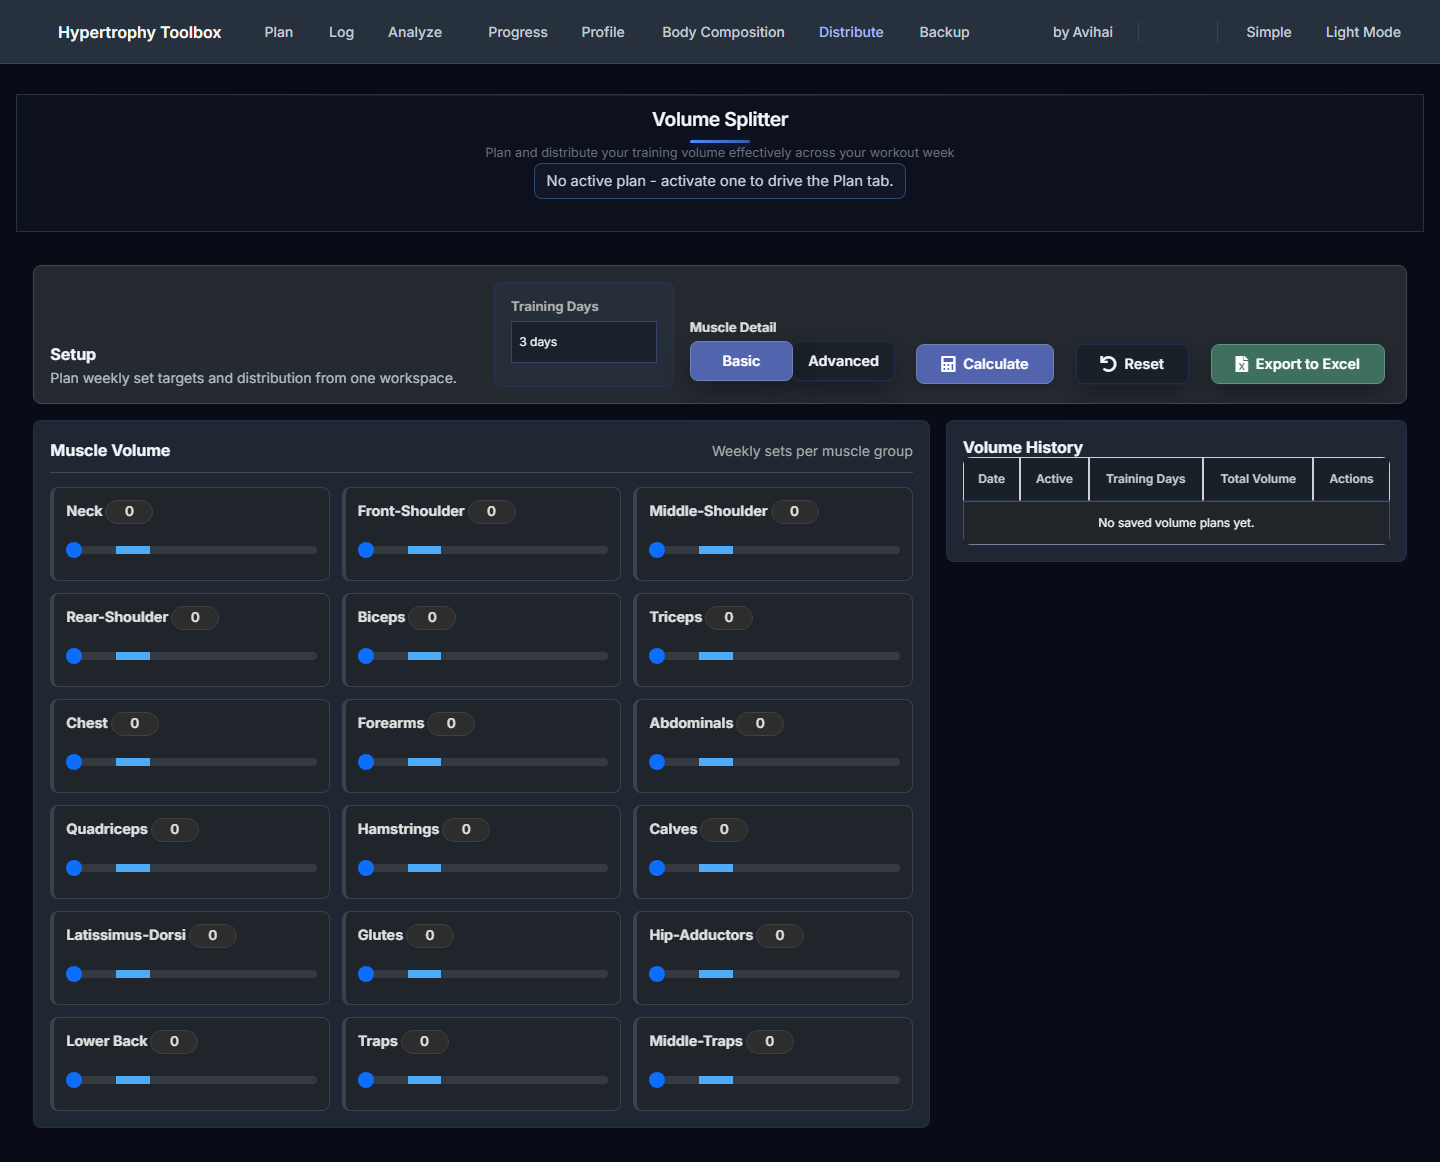 Hypertrophy Toolbox Plan Log Analyze Progress Profile Body Composition Distribute Backup by Avihai Simple Light Mode
Volume Splitter
Plan and distribute your training volume effectively across your workout week
No active plan - activate one to drive the Plan tab.
Setup
Plan weekly set targets and distribution from one workspace.
Training Days
3 days
Muscle Detail
Basic Advanced Calculate Reset Export to Excel
Muscle Volume Weekly sets per muscle group
Neck 0 Front-Shoulder 0 Middle-Shoulder 0
Rear-Shoulder 0 Biceps 0 Triceps 0
Chest 0 Forearms 0 Abdominals 0
Quadriceps 0 Hamstrings 0 Calves 0
Latissimus-Dorsi 0 Glutes 0 Hip-Adductors 0
Lower Back 0 Traps 0 Middle-Traps 0
Volume History
Date Active Training Days Total Volume Actions
No saved volume plans yet.